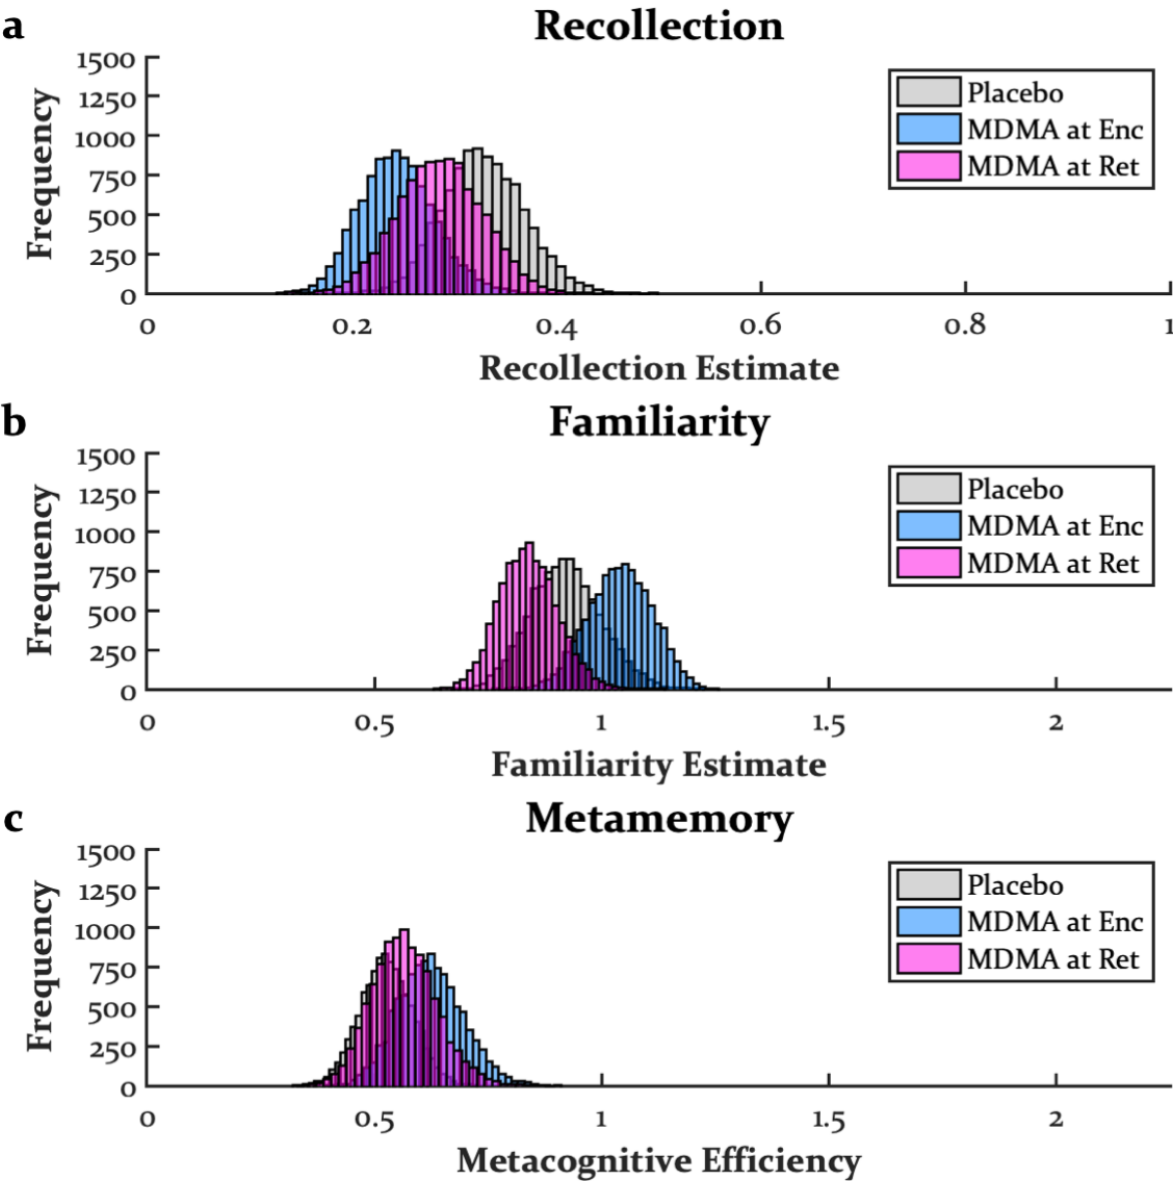 a
Recollection
1500
1250
1000
750
500
250
0
Frequency
Placebo
MDMA at Enc
MDMA at Ret
0 0.2 0.4 0.6 0.8 1
Recollection Estimate
b
Familiarity
1500
1250
1000
750
500
250
0
Frequency
Placebo
MDMA at Enc
MDMA at Ret
0 0.5 1 1.5 2
Familiarity Estimate
c
Metamemory
1500
1250
1000
750
500
250
0
Frequency
Placebo
MDMA at Enc
MDMA at Ret
0 0.5 1 1.5 2
Metacognitive Efficiency